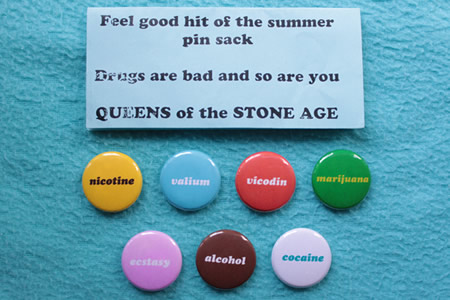 Feel good hit of the summer
pin sack
Drugs are bad and so are you
QUEENS of the STONE AGE
nicotine
valium
vicodin
marijuana
ecstasy
alcohol
cocaine